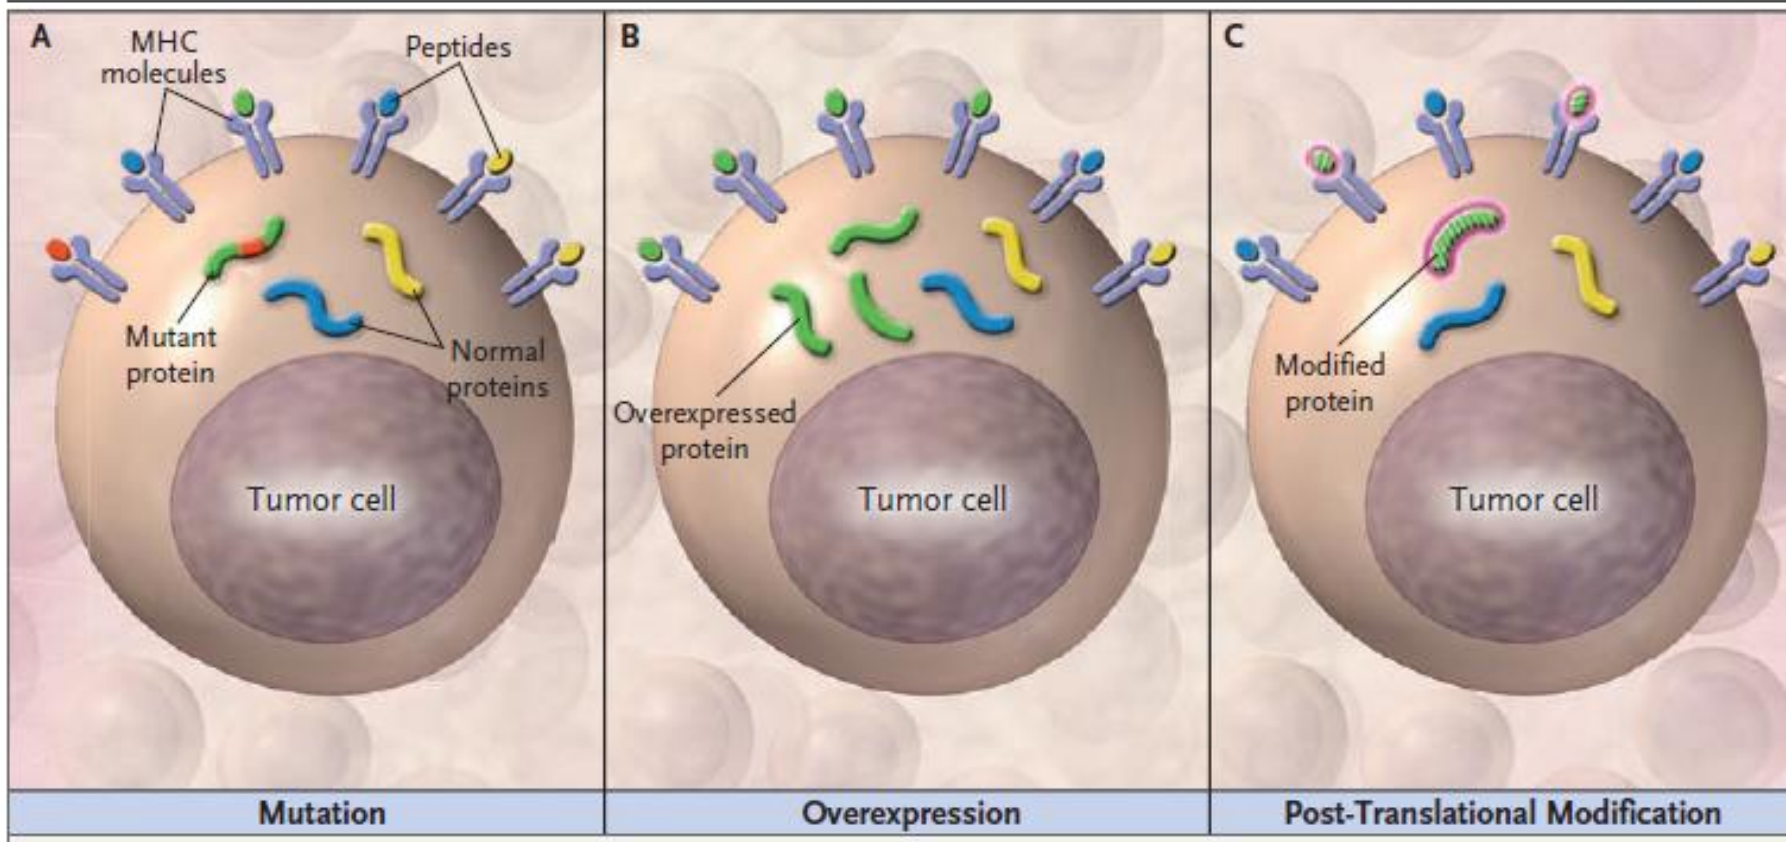 A
MHC
molecules
Peptides
Mutant
protein
Normal
proteins
Tumor cell
Mutation
B
Overexpressed
protein
Tumor cell
Overexpression
C
Modified
protein
Tumor cell
Post-Translational Modification